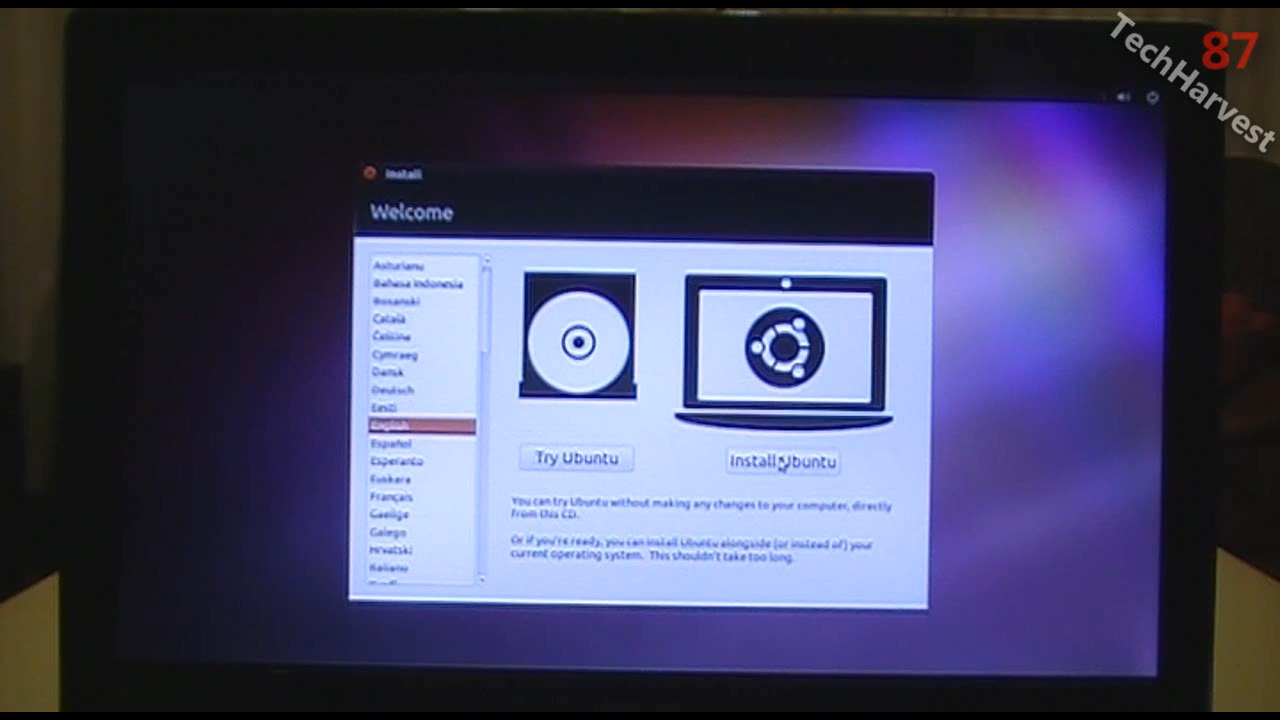 87
TechHarvest
Install
Welcome
Asturianu
Bahasa Indonesia
Bosanski
Català
Čeština
Cymraeg
Dansk
Deutsch
Eesti
English
Español
Esperanto
Euskara
Français
Gaeilge
Galego
Hrvatski
Italiano
Try Ubuntu
Install Ubuntu
You can try Ubuntu without making any changes to your computer, directly
from this CD.
Or if you're ready, you can install Ubuntu alongside (or instead of) your
current operating system. This shouldn't take too long.